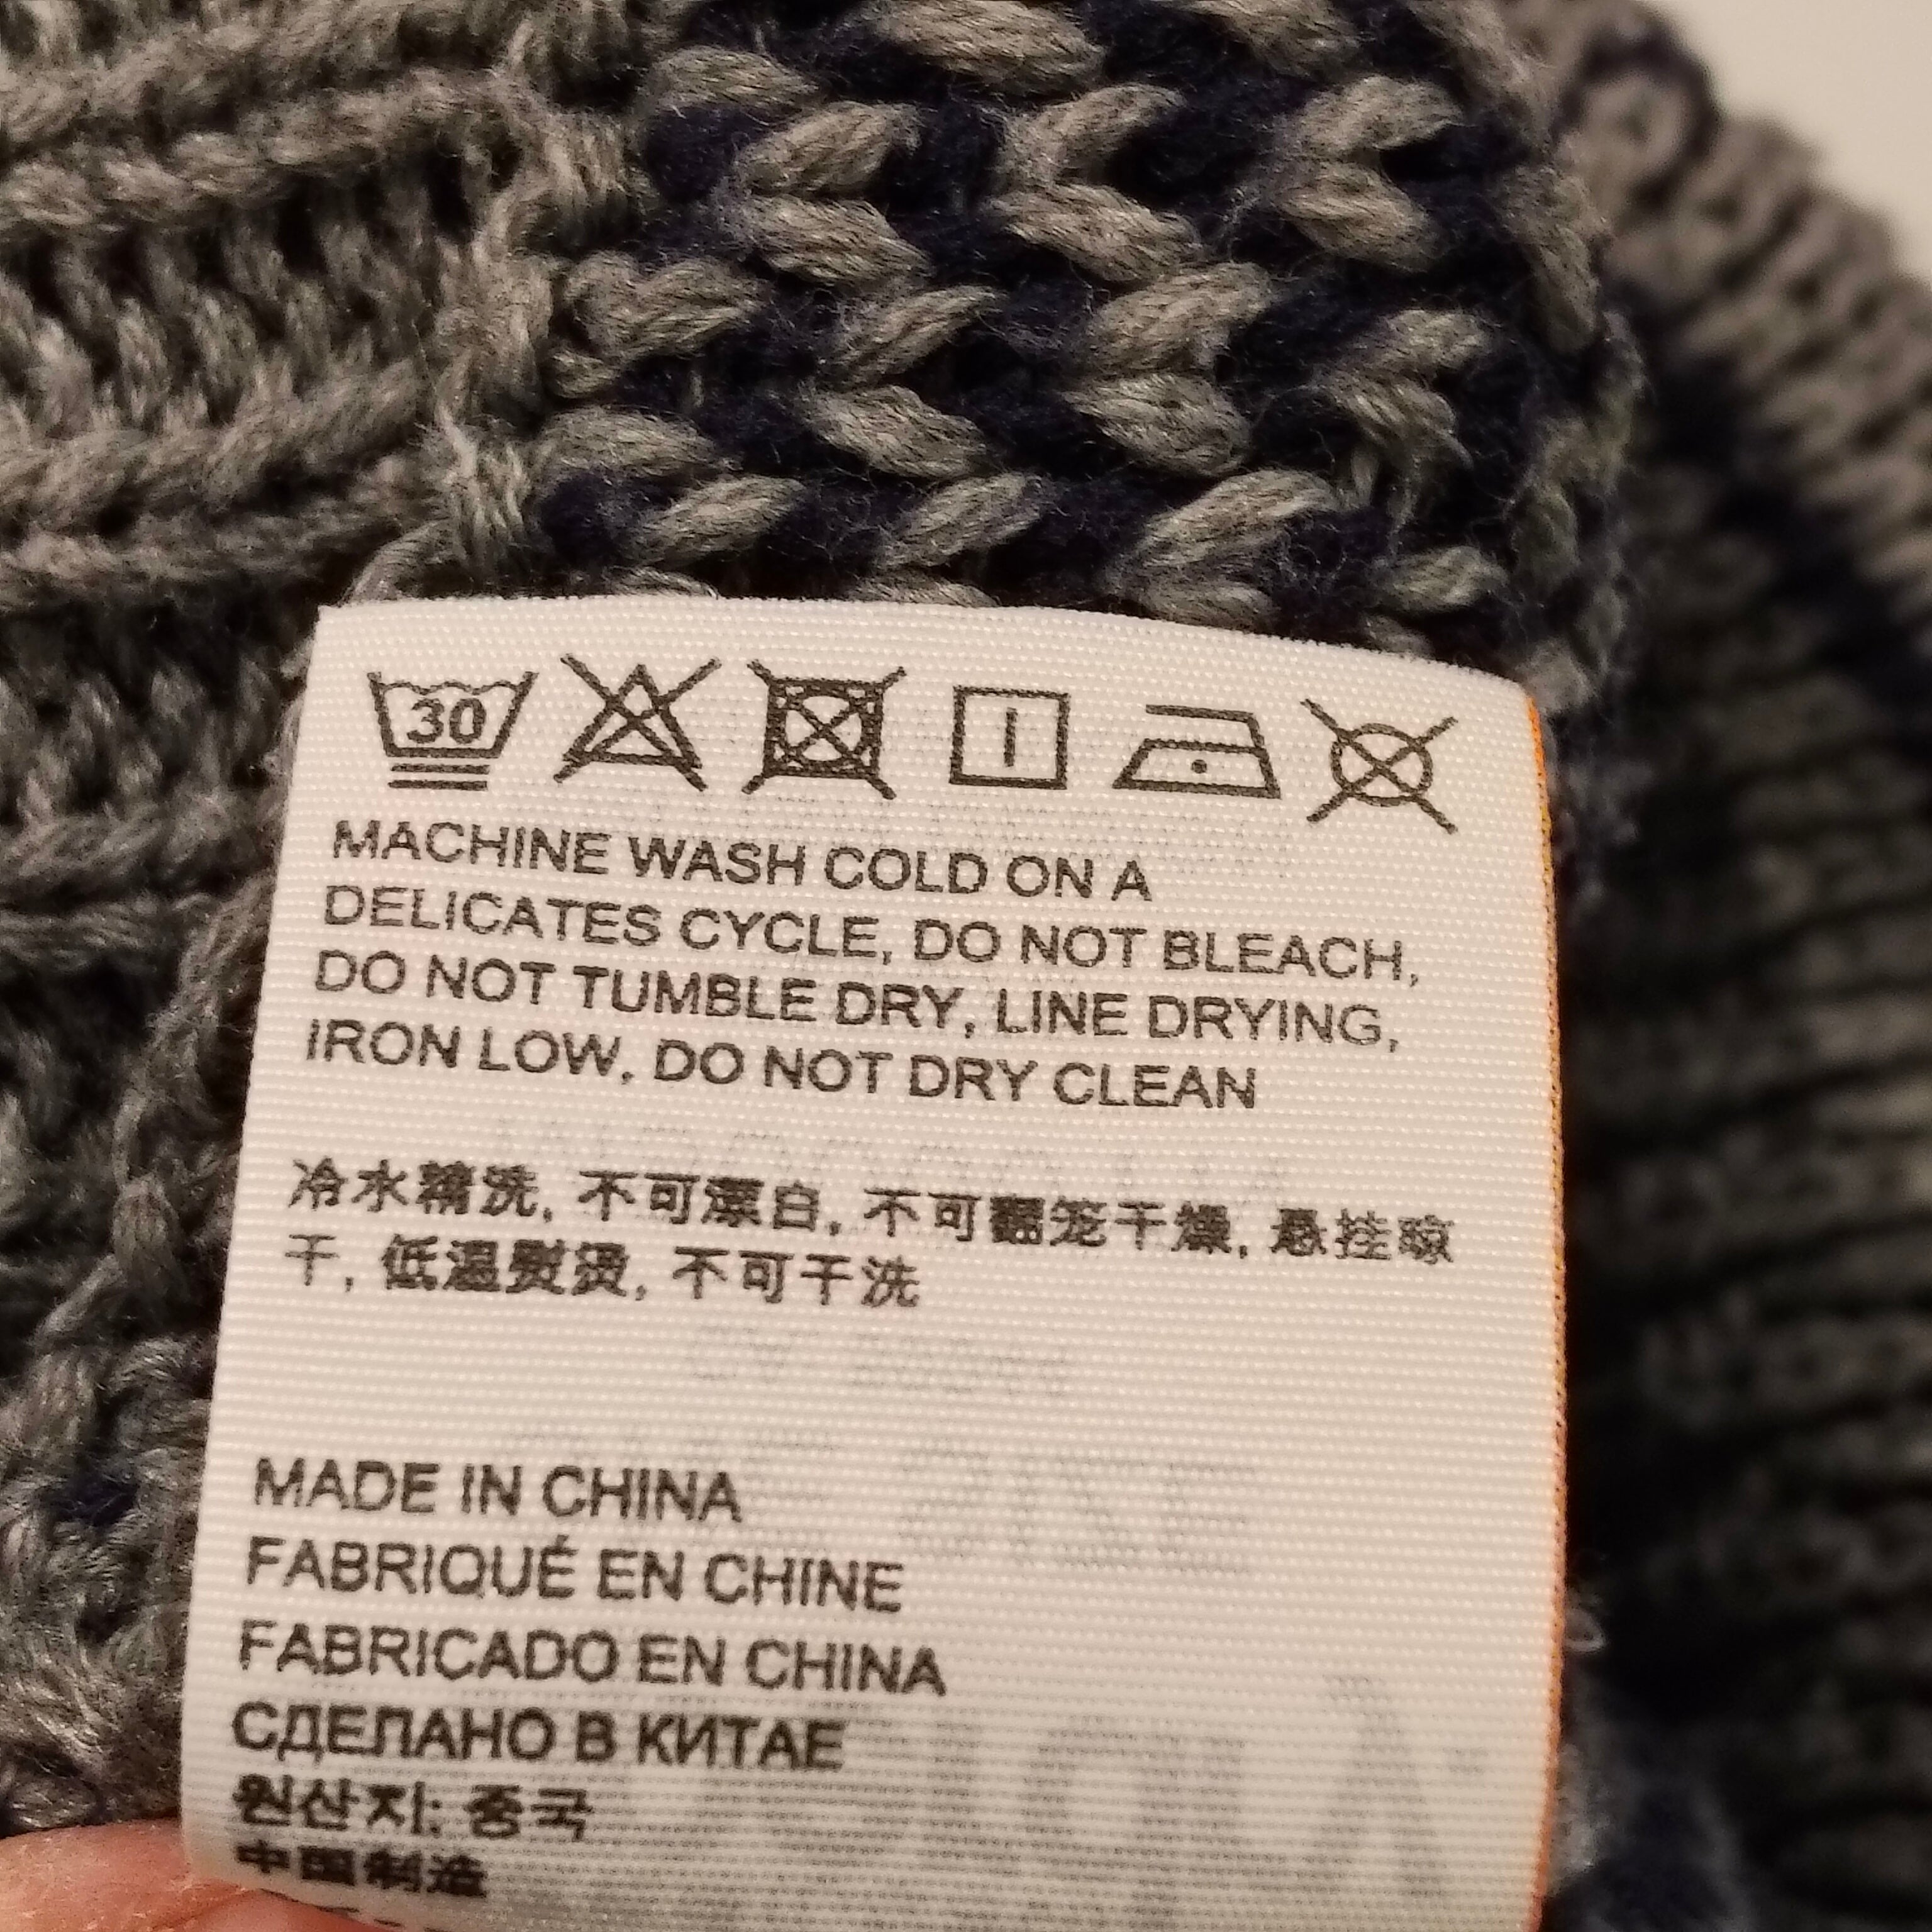 30
MACHINE WASH COLD ON A
DELICATES CYCLE, DO NOT BLEACH,
DO NOT TUMBLE DRY, LINE DRYING,
IRON LOW, DO NOT DRY CLEAN
冷水精洗, 不可漂白, 不可翻笼干燥, 悬挂晾
干, 低温熨烫, 不可干洗
MADE IN CHINA
FABRIQUÉ EN CHINE
FABRICADO EN CHINA
СДЕЛАНО В КИТАЕ
원산지: 중국
中国制造